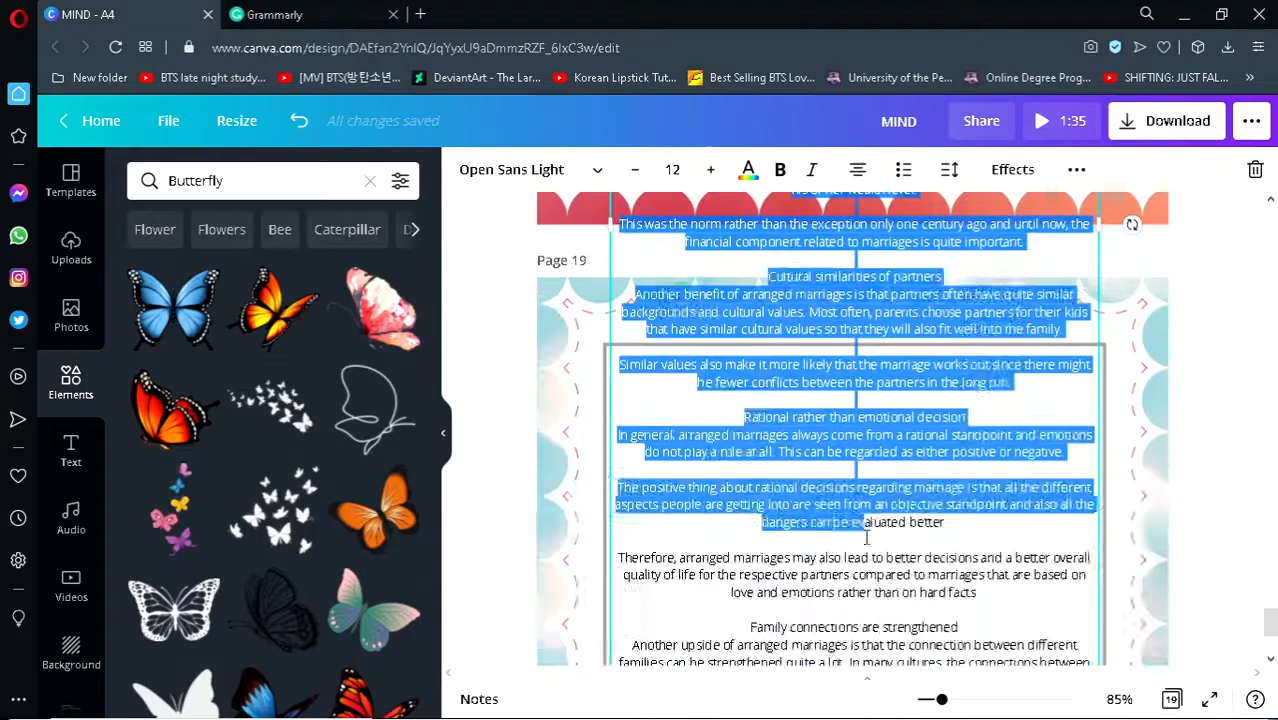 MIND - A4
Grammarly
www.canva.com/design/DAEfan2YnIQ/JqYyxU9aDmmzRZF_6IxC3w/edit
New folder
BTS late night study...
[MV] BTS(방탄소년...
DeviantArt - The Lar...
Korean Lipstick Tut...
Best Selling BTS Lov...
University of the Pe...
Online Degree Prog...
SHIFTING: JUST FAL...
Home
File
Resize
All changes saved
MIND
Share
1:35
Download
Templates
Uploads
Photos
Elements
Text
Audio
Videos
Background
Butterfly
Flower
Flowers
Bee
Caterpillar
Open Sans Light
12
A
B
I
Effects
This was the norm rather than the exception only one century ago and until now, the
financial component related to marriages is quite important.
Page 19
Cultural similarities of partners
Another benefit of arranged marriages is that partners often have quite similar
backgrounds and cultural values. Most often, parents choose partners for their kids
that have similar cultural values so that they will also fit well into the family.
Similar values also make it more likely that the marriage works out since there might
be fewer conflicts between the partners in the long run.
Rational rather than emotional decision
In general, arranged marriages always come from a rational standpoint and emotions
do not play a role at all. This can be regarded as either positive or negative.
The positive thing about rational decisions regarding marriage is that all the different
aspects people are getting into are seen from an objective standpoint and also all the
dangers can be evaluated better
Therefore, arranged marriages may also lead to better decisions and a better overall
quality of life for the respective partners compared to marriages that are based on
love and emotions rather than on hard facts
Family connections are strengthened
Another upside of arranged marriages is that the connection between different
families can be strengthened quite a lot. In many cultures, the connections between
Notes
85%
19